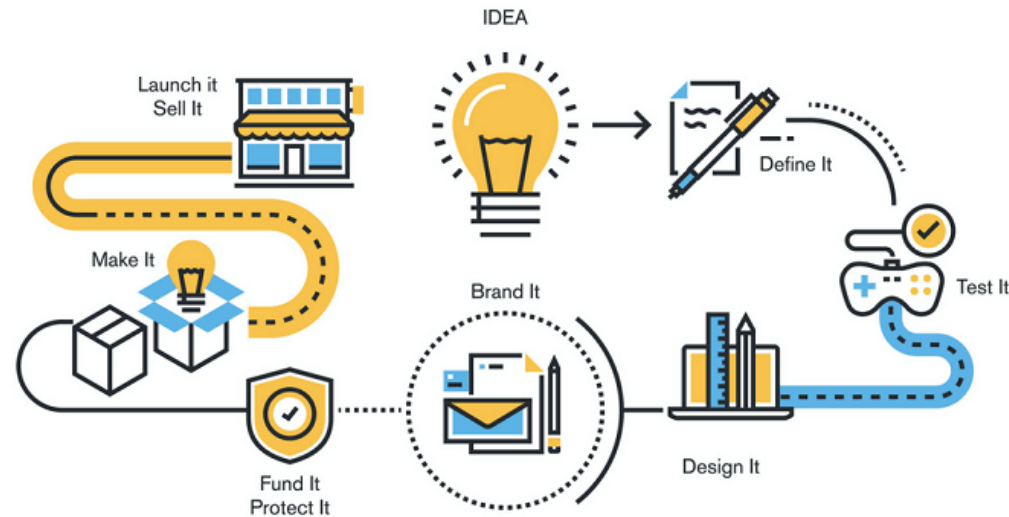 IDEA
Define It
Test It
Design It
Brand It
Fund It
Protect It
Make It
Launch it
Sell It